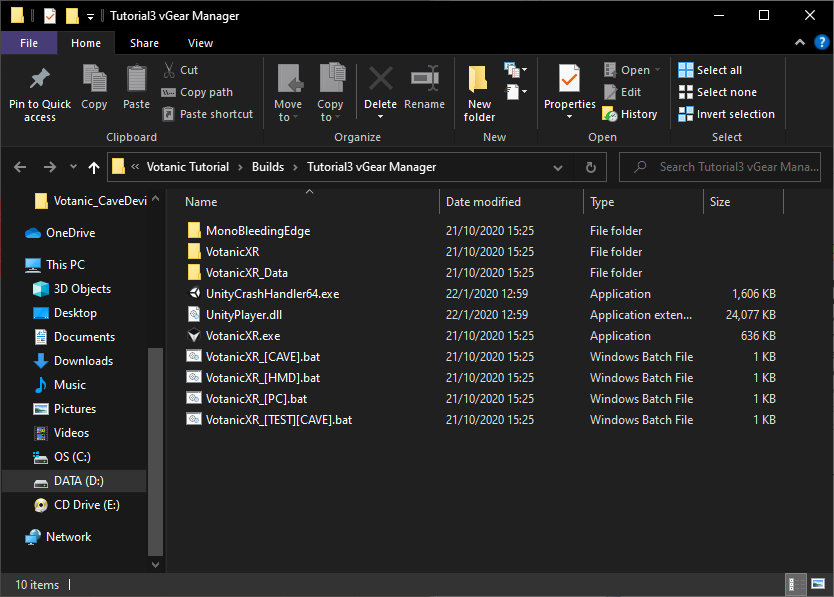 Tutorial3 vGear Manager
File Home Share View
Pin to Quick access
Copy
Paste
Cut
Copy path
Paste shortcut
Clipboard
Move to
Copy to
Delete
Rename
Organize
New folder
New
Properties
Open
Edit
History
Open
Select all
Select none
Invert selection
Select
« Votanic Tutorial › Builds › Tutorial3 vGear Manager
Search Tutorial3 vGear Mana...
Votanic_CaveDevi
OneDrive
This PC
3D Objects
Desktop
Documents
Downloads
Music
Pictures
Videos
OS (C:)
DATA (D:)
CD Drive (E:)
Network
Name Date modified Type Size
MonoBleedingEdge 21/10/2020 15:25 File folder
VotanicXR 21/10/2020 15:25 File folder
VotanicXR_Data 21/10/2020 15:25 File folder
UnityCrashHandler64.exe 22/1/2020 12:59 Application 1,606 KB
UnityPlayer.dll 22/1/2020 12:59 Application exten... 24,077 KB
VotanicXR.exe 21/10/2020 15:25 Application 636 KB
VotanicXR_[CAVE].bat 21/10/2020 15:25 Windows Batch File 1 KB
VotanicXR_[HMD].bat 21/10/2020 15:25 Windows Batch File 1 KB
VotanicXR_[PC].bat 21/10/2020 15:25 Windows Batch File 1 KB
VotanicXR_[TEST][CAVE].bat 21/10/2020 15:25 Windows Batch File 1 KB
10 items